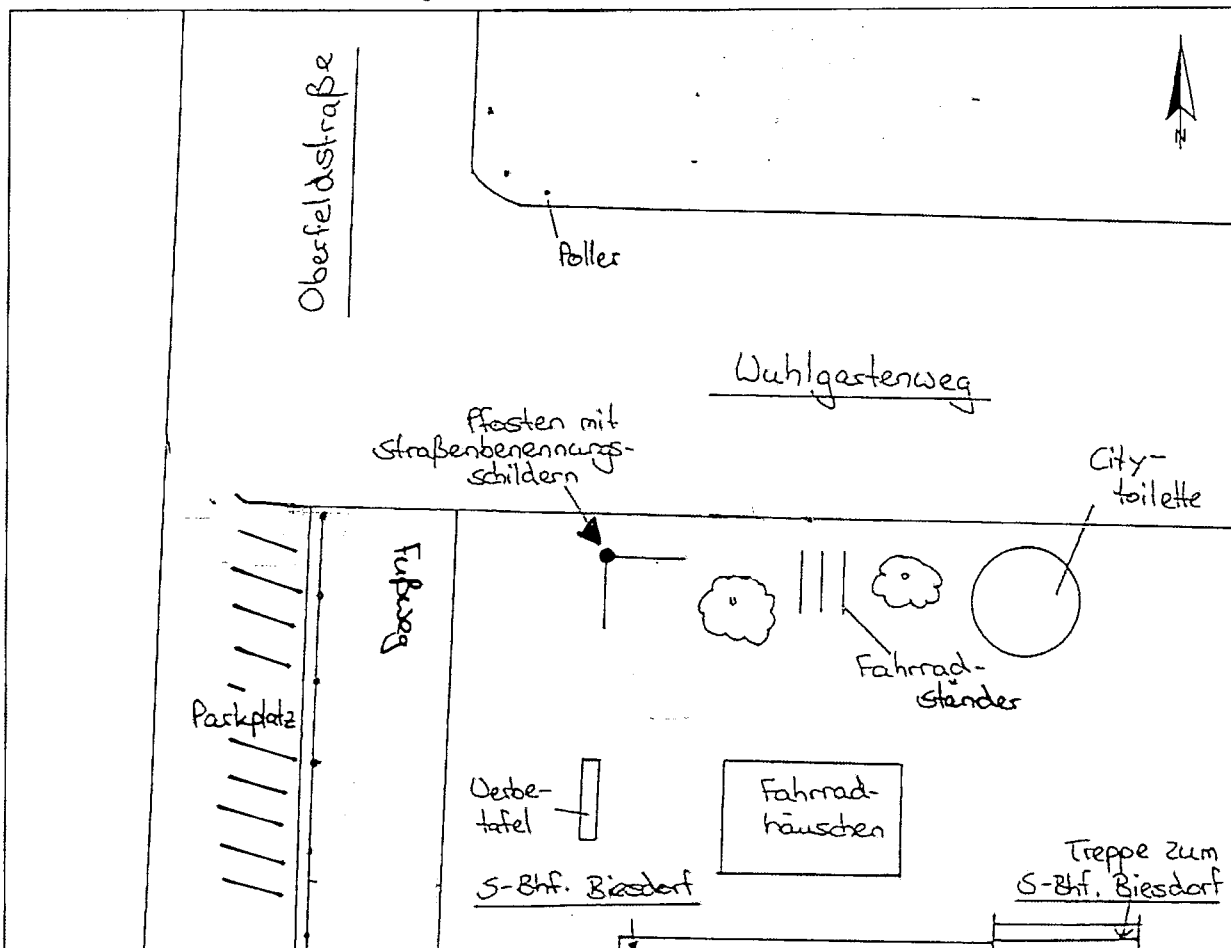 Oberfeldstraße
N
Poller
Wuhlgartenweg
Pfosten mit
straßenbenennungs-
schildern
City-
toilette
Fußweg
Fahrrad-
ständer
Parkplatz
Werbe-
tafel
Fahrrad-
häuschen
S-Bhf. Biesdorf
Treppe zum
S-Bhf. Biesdorf